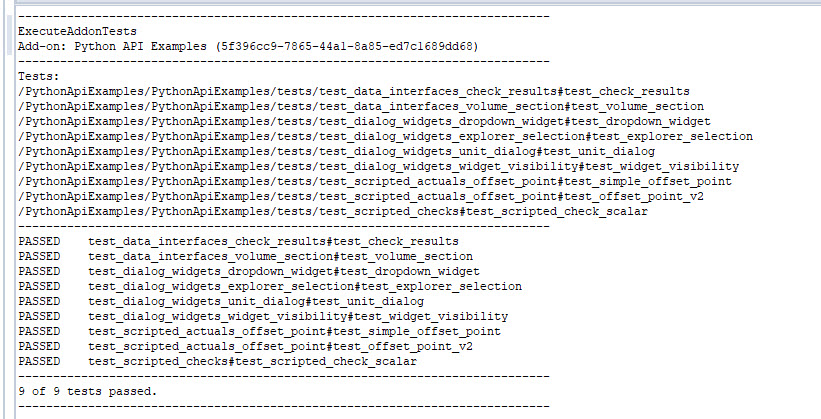 ------------------------------------------------------------------------
ExecuteAddonTests
Add-on: Python API Examples (5f396cc9-7865-44a1-8a85-ed7c1689dd68)
------------------------------------------------------------------------
Tests:
/PythonApiExamples/PythonApiExamples/tests/test_data_interfaces_check_results#test_check_results
/PythonApiExamples/PythonApiExamples/tests/test_data_interfaces_volume_section#test_volume_section
/PythonApiExamples/PythonApiExamples/tests/test_dialog_widgets_dropdown_widget#test_dropdown_widget
/PythonApiExamples/PythonApiExamples/tests/test_dialog_widgets_explorer_selection#test_explorer_selection
/PythonApiExamples/PythonApiExamples/tests/test_dialog_widgets_unit_dialog#test_unit_dialog
/PythonApiExamples/PythonApiExamples/tests/test_dialog_widgets_widget_visibility#test_widget_visibility
/PythonApiExamples/PythonApiExamples/tests/test_scripted_actuals_offset_point#test_simple_offset_point
/PythonApiExamples/PythonApiExamples/tests/test_scripted_actuals_offset_point#test_offset_point_v2
/PythonApiExamples/PythonApiExamples/tests/test_scripted_checks#test_scripted_check_scalar
------------------------------------------------------------------------
PASSED    test_data_interfaces_check_results#test_check_results
PASSED    test_data_interfaces_volume_section#test_volume_section
PASSED    test_dialog_widgets_dropdown_widget#test_dropdown_widget
PASSED    test_dialog_widgets_explorer_selection#test_explorer_selection
PASSED    test_dialog_widgets_unit_dialog#test_unit_dialog
PASSED    test_dialog_widgets_widget_visibility#test_widget_visibility
PASSED    test_scripted_actuals_offset_point#test_simple_offset_point
PASSED    test_scripted_actuals_offset_point#test_offset_point_v2
PASSED    test_scripted_checks#test_scripted_check_scalar
------------------------------------------------------------------------
9 of 9 tests passed.
------------------------------------------------------------------------